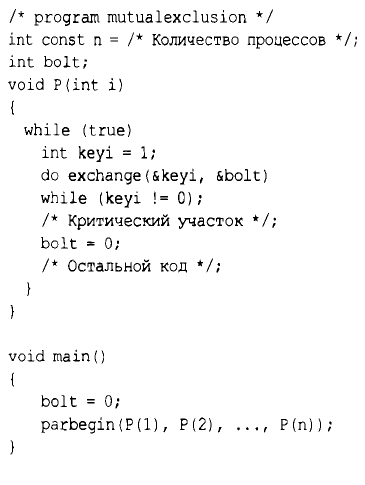 /* program mutualexclusion */
int const n = /* Количество процессов */;
int bolt;
void P(int i)
{
while (true)
int keyi = 1;
do exchange(&keyi, &bolt)
while (keyi != 0);
/* Критический участок */;
bolt = 0;
/* Остальной код */;
}
}
void main()
{
bolt = 0;
parbegin(P(1), P(2), ..., P(n));
}